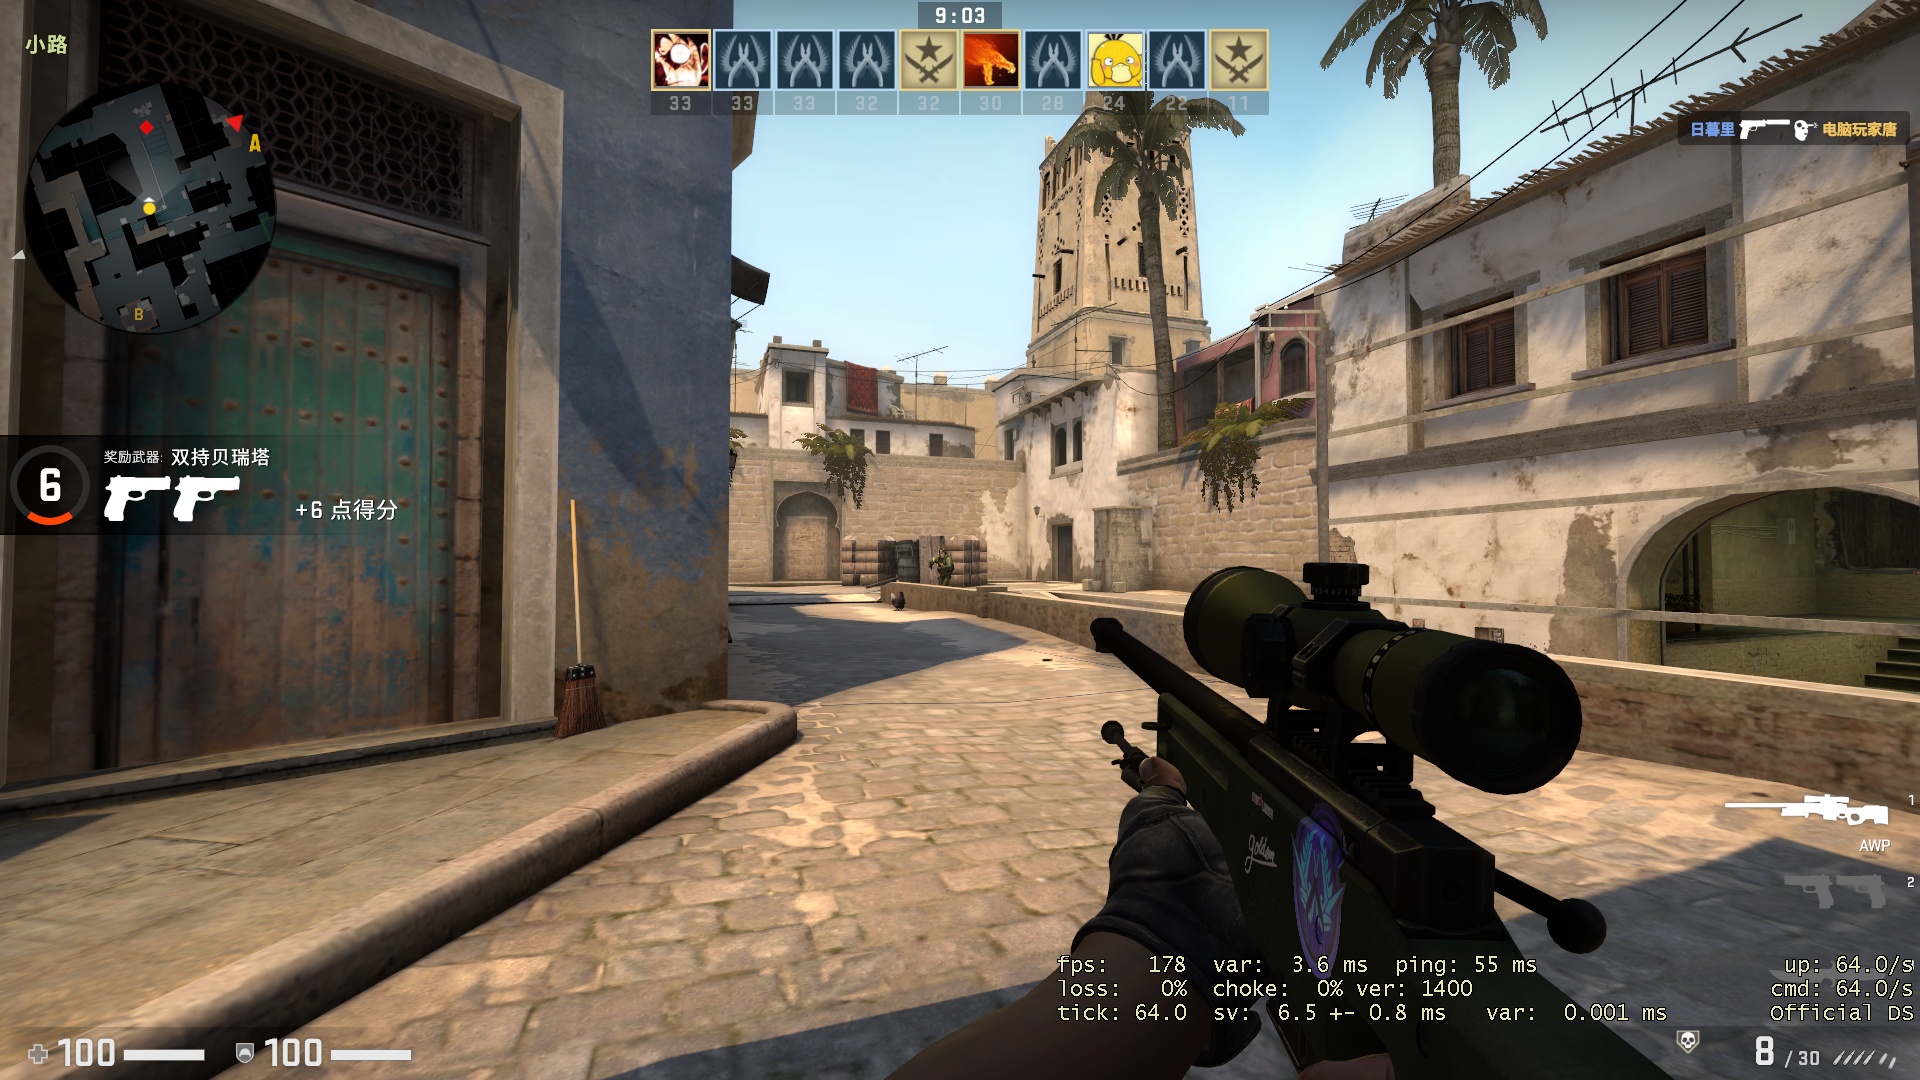 9:03
小路
33 33 33 32 32 30 28 24 22 11
A
日暮里 电脑玩家唐
B
6
奖励武器: 双持贝瑞塔
+6 点得分
1
AWP
2
golden
fps: 178 var: 3.6 ms ping: 55 ms
loss: 0% choke: 0% ver: 1400
tick: 64.0 sv: 6.5 +- 0.8 ms var: 0.001 ms
up: 64.0/s
cmd: 64.0/s
Official DS
100
100
8 / 30